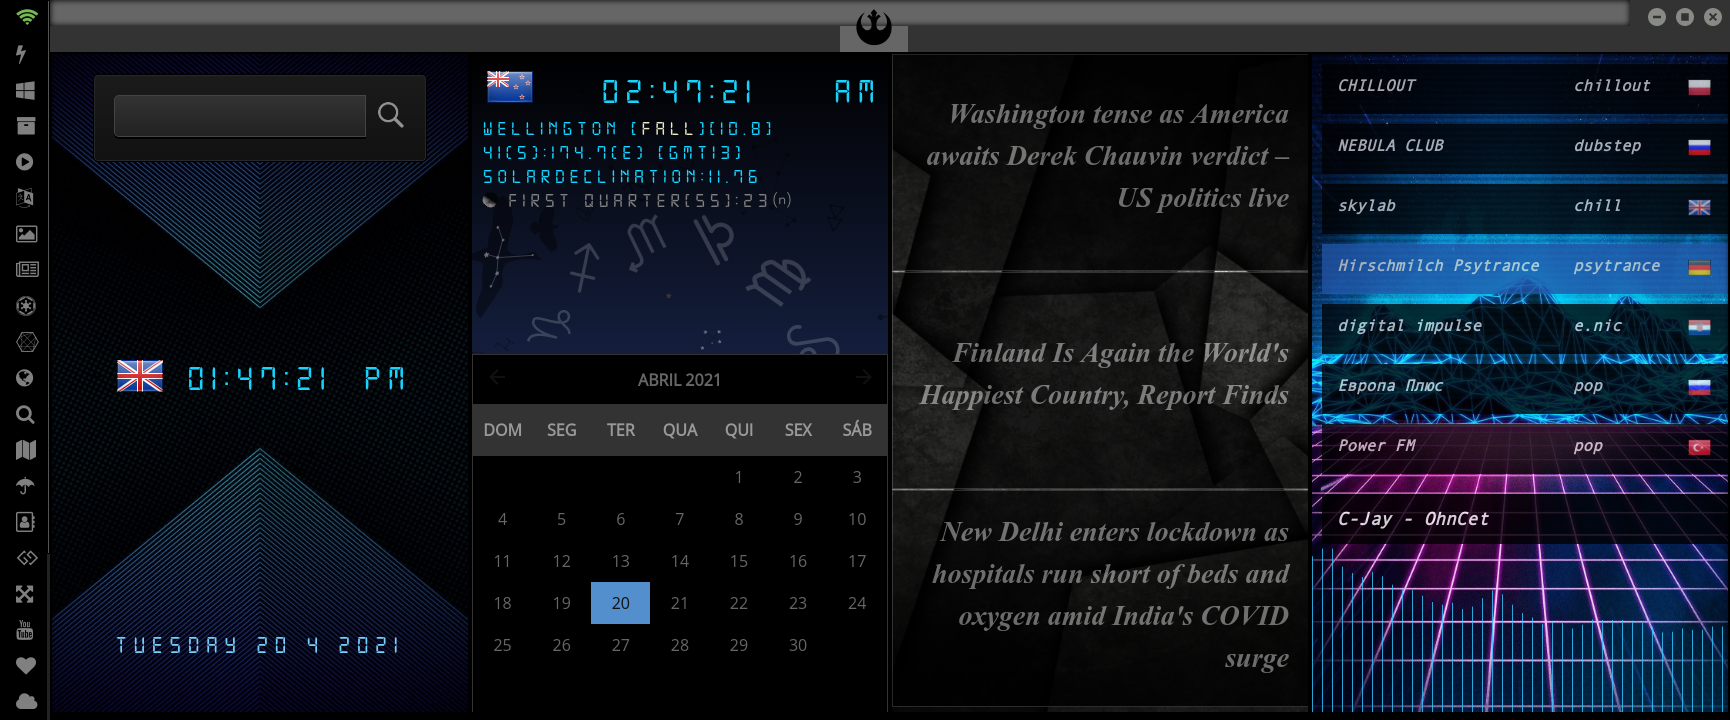 01:47:21 PM
TUESDAY 20 4 2021
02:47:21 AM
WELLINGTON [FALL][10.8]
41(S):174.7(E) [GMT13]
SOLARDECLINATION:11.76
FIRST QUARTER[55]:23(n)
ABRIL 2021
DOM SEG TER QUA QUI SEX SÁB
1 2 3
4 5 6 7 8 9 10
11 12 13 14 15 16 17
18 19 20 21 22 23 24
25 26 27 28 29 30
Washington tense as America
awaits Derek Chauvin verdict –
US politics live
Finland Is Again the World's
Happiest Country, Report Finds
New Delhi enters lockdown as
hospitals run short of beds and
oxygen amid India's COVID
surge
CHILLOUT chillout
NEBULA CLUB dubstep
skylab chill
Hirschmilch Psytrance psytrance
digital impulse e.nic
Европа Плюс pop
Power FM pop
C-Jay - OhnCet
You
Tube